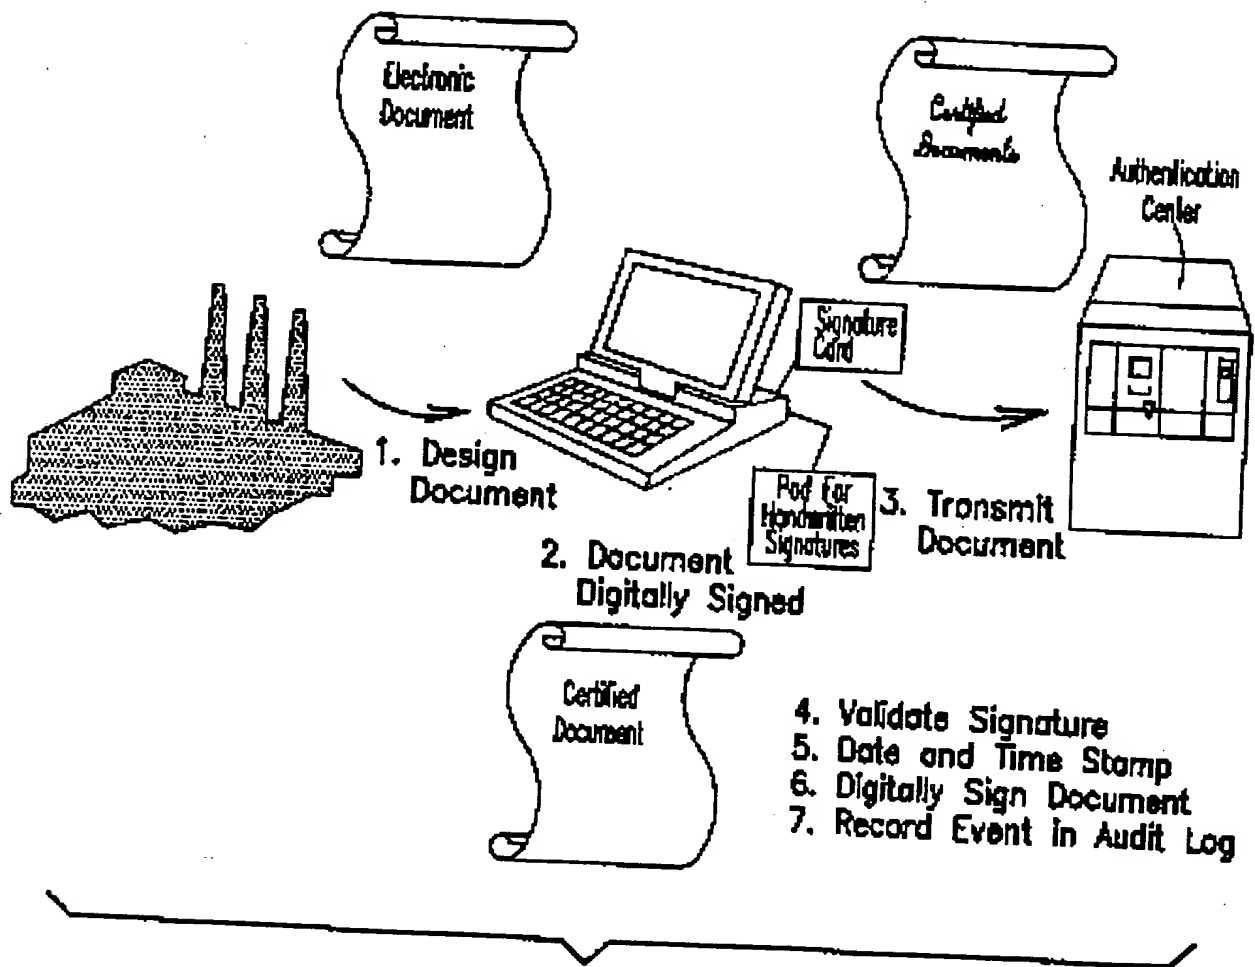 Electronic
Document
Certified
Documents
Authentication
Center
Signature
Card
1. Design
Document
Pad For
Handwritten
Signatures
3. Transmit
Document
2. Document
Digitally Signed
Certified
Document
4. Validate Signature
5. Date and Time Stamp
6. Digitally Sign Document
7. Record Event in Audit Log